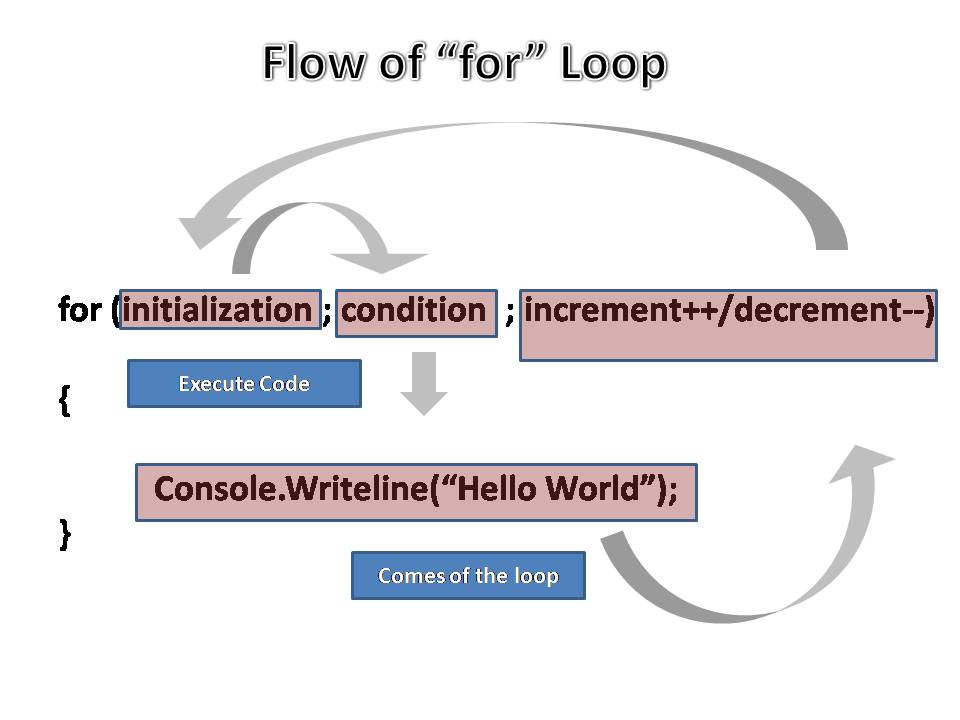 Flow of “for” Loop
for (initialization ; condition ; increment++/decrement--)
Execute Code
{
Console.Writeline(“Hello World”);
}
Comes of the loop